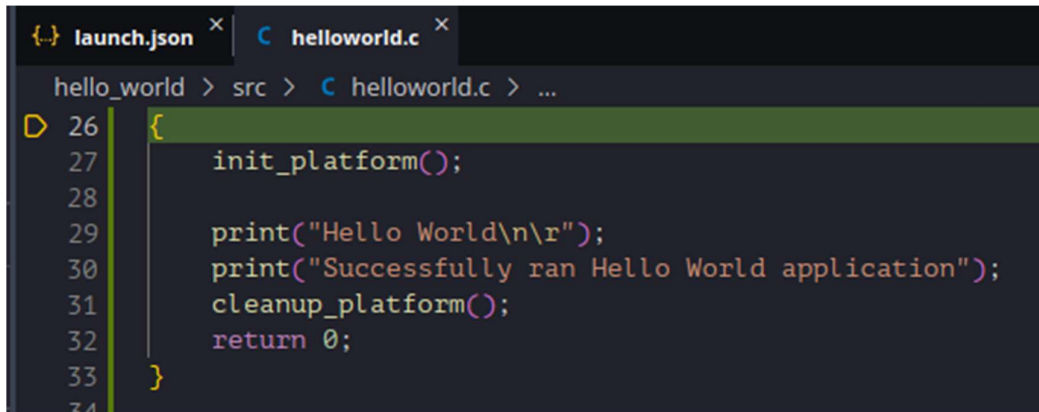 {..} launch.json × C helloworld.c ×
hello_world > src > C helloworld.c > ...
26 {
27 init_platform();
28
29 print("Hello World\n\r");
30 print("Successfully ran Hello World application");
31 cleanup_platform();
32 return 0;
33 }
34